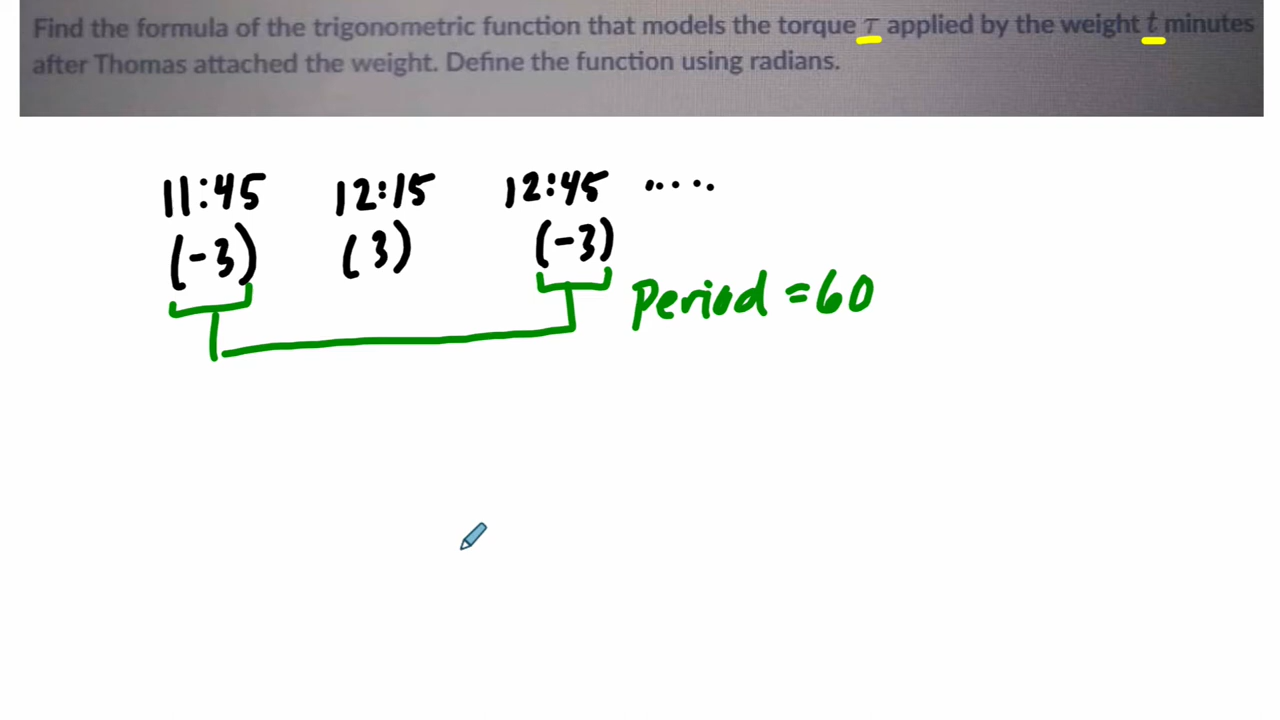 Find the formula of the trigonometric function that models the torque τ applied by the weight t minutes
after Thomas attached the weight. Define the function using radians.
11:45 12:15 12:45 .....
(-3) (3) (-3)
Period = 60